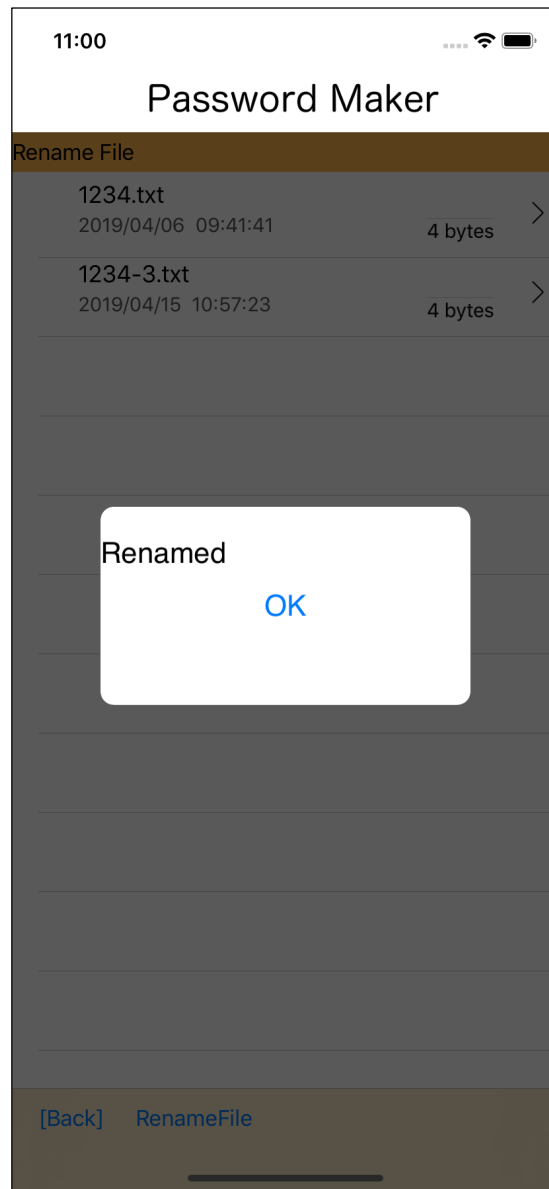 11:00
Password Maker
Rename File
1234.txt
2019/04/06 09:41:41
4 bytes
1234-3.txt
2019/04/15 10:57:23
4 bytes
Renamed
OK
[Back] RenameFile